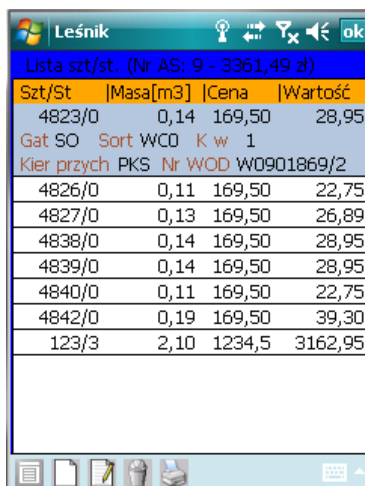 Leśnik ok
Lista szt/st. (Nr AS: 9 - 3361,49 zł)
Szt/St |Masa[m3] |Cena |Wartość
4823/0 0,14 169,50 28,95
Gat SO Sort WC0 K w 1
Kier przych PKS Nr WOD W0901869/2
4826/0 0,11 169,50 22,75
4827/0 0,13 169,50 26,89
4838/0 0,14 169,50 28,95
4839/0 0,14 169,50 28,95
4840/0 0,11 169,50 22,75
4842/0 0,19 169,50 39,30
123/3 2,10 1234,5 3162,95